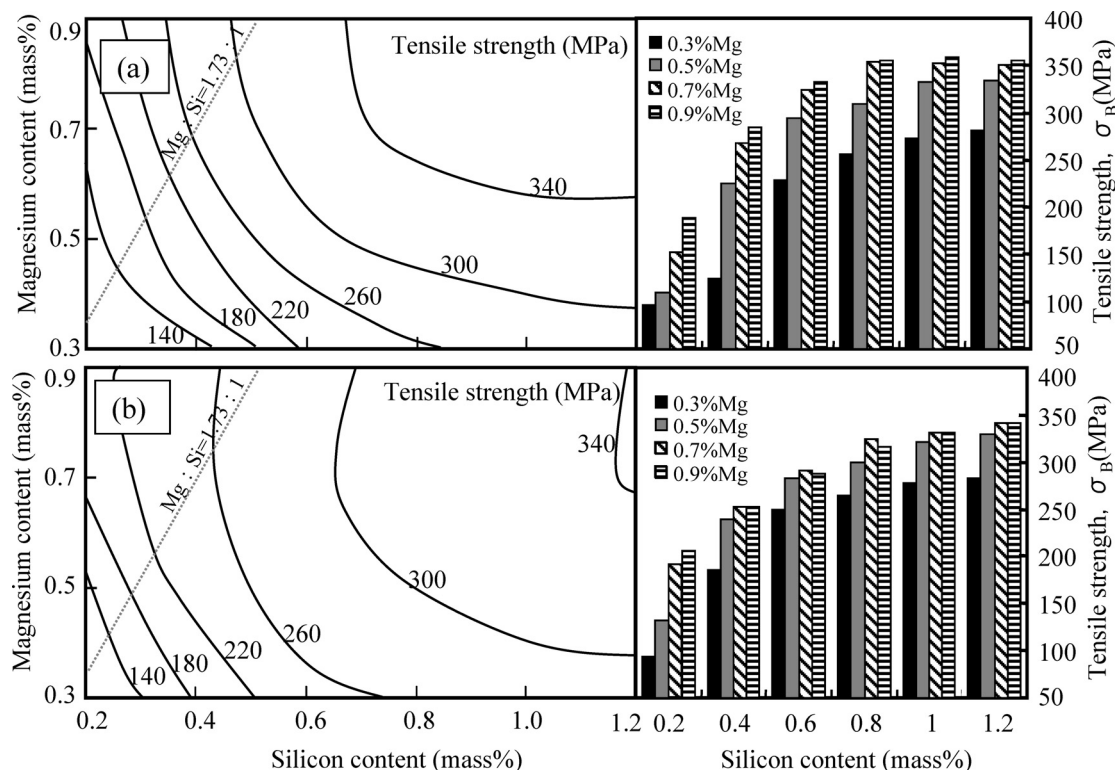 Magnesium content (mass%)
0.9
0.7
0.5
0.3
(a)
Mg : Si=1.73 : 1
Tensile strength (MPa)
140
180
220
260
300
340
0.3%Mg
0.5%Mg
0.7%Mg
0.9%Mg
400
350
300
250
200
150
100
50
Tensile strength, σB(MPa)
Magnesium content (mass%)
0.9
0.7
0.5
0.3
(b)
Mg : Si=1.73 : 1
Tensile strength (MPa)
140
180
220
260
300
340
0.3%Mg
0.5%Mg
0.7%Mg
0.9%Mg
400
350
300
250
200
150
100
50
Tensile strength, σB(MPa)
0.2 0.4 0.6 0.8 1.0 1.2
Silicon content (mass%)
0.2 0.4 0.6 0.8 1 1.2
Silicon content (mass%)